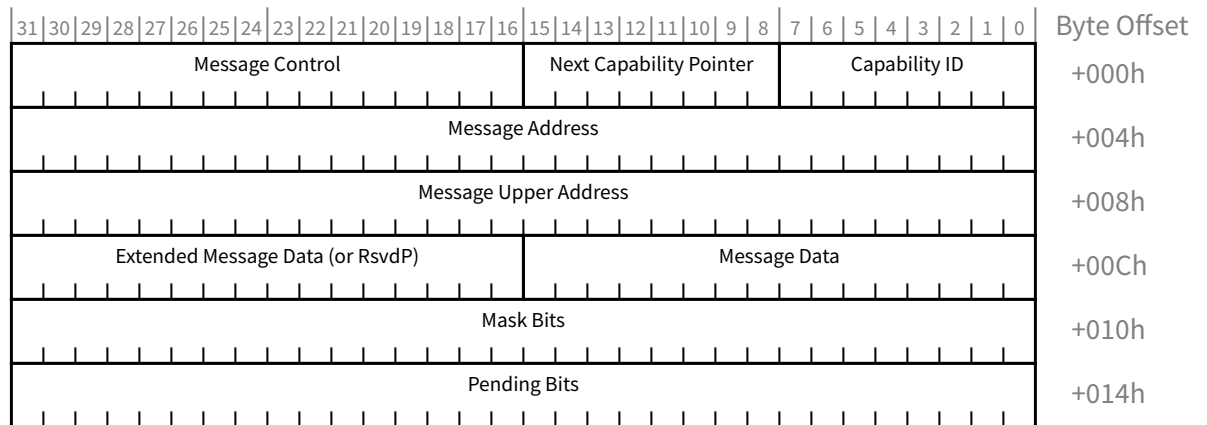 31 30 29 28 27 26 25 24 23 22 21 20 19 18 17 16 15 14 13 12 11 10 9 8 7 6 5 4 3 2 1 0 Byte Offset
Message Control Next Capability Pointer Capability ID +000h
Message Address +004h
Message Upper Address +008h
Extended Message Data (or RsvdP) Message Data +00Ch
Mask Bits +010h
Pending Bits +014h